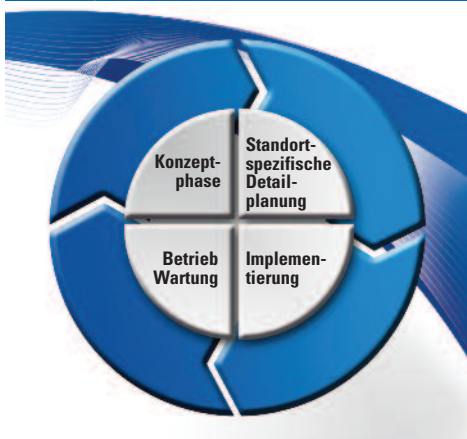 Konzept-
phase
Standort-
spezifische
Detail-
planung
Betrieb
Wartung
Implemen-
tierung